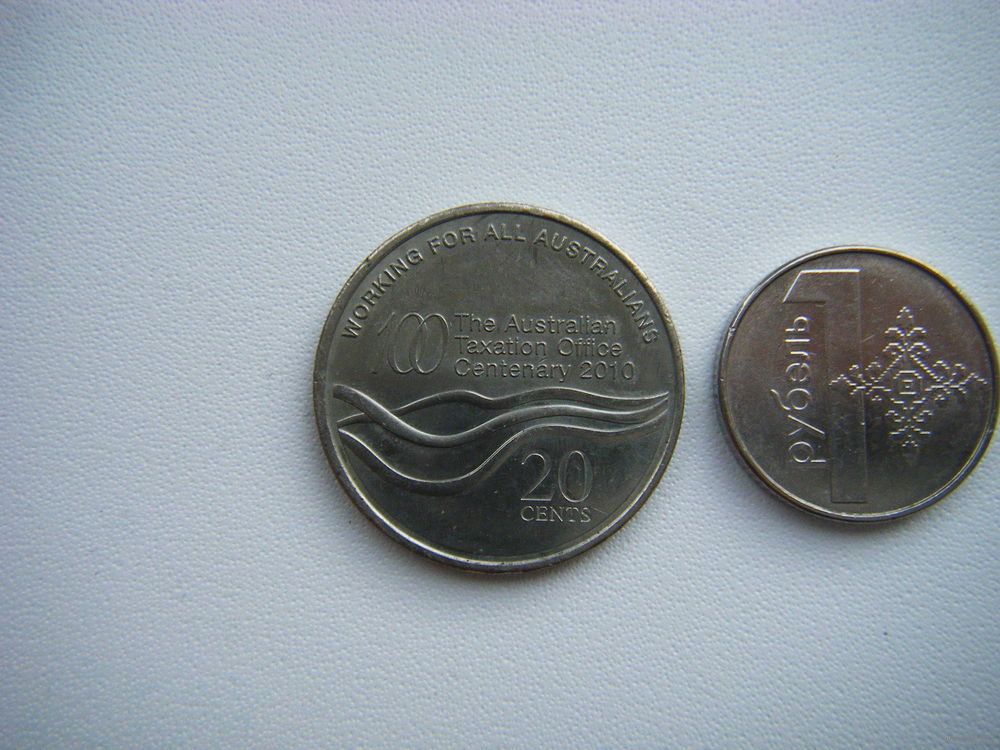 WORKING FOR ALL AUSTRALIANS
100
The Australian
Taxation Office
Centenary 2010
20
CENTS
1
рубель